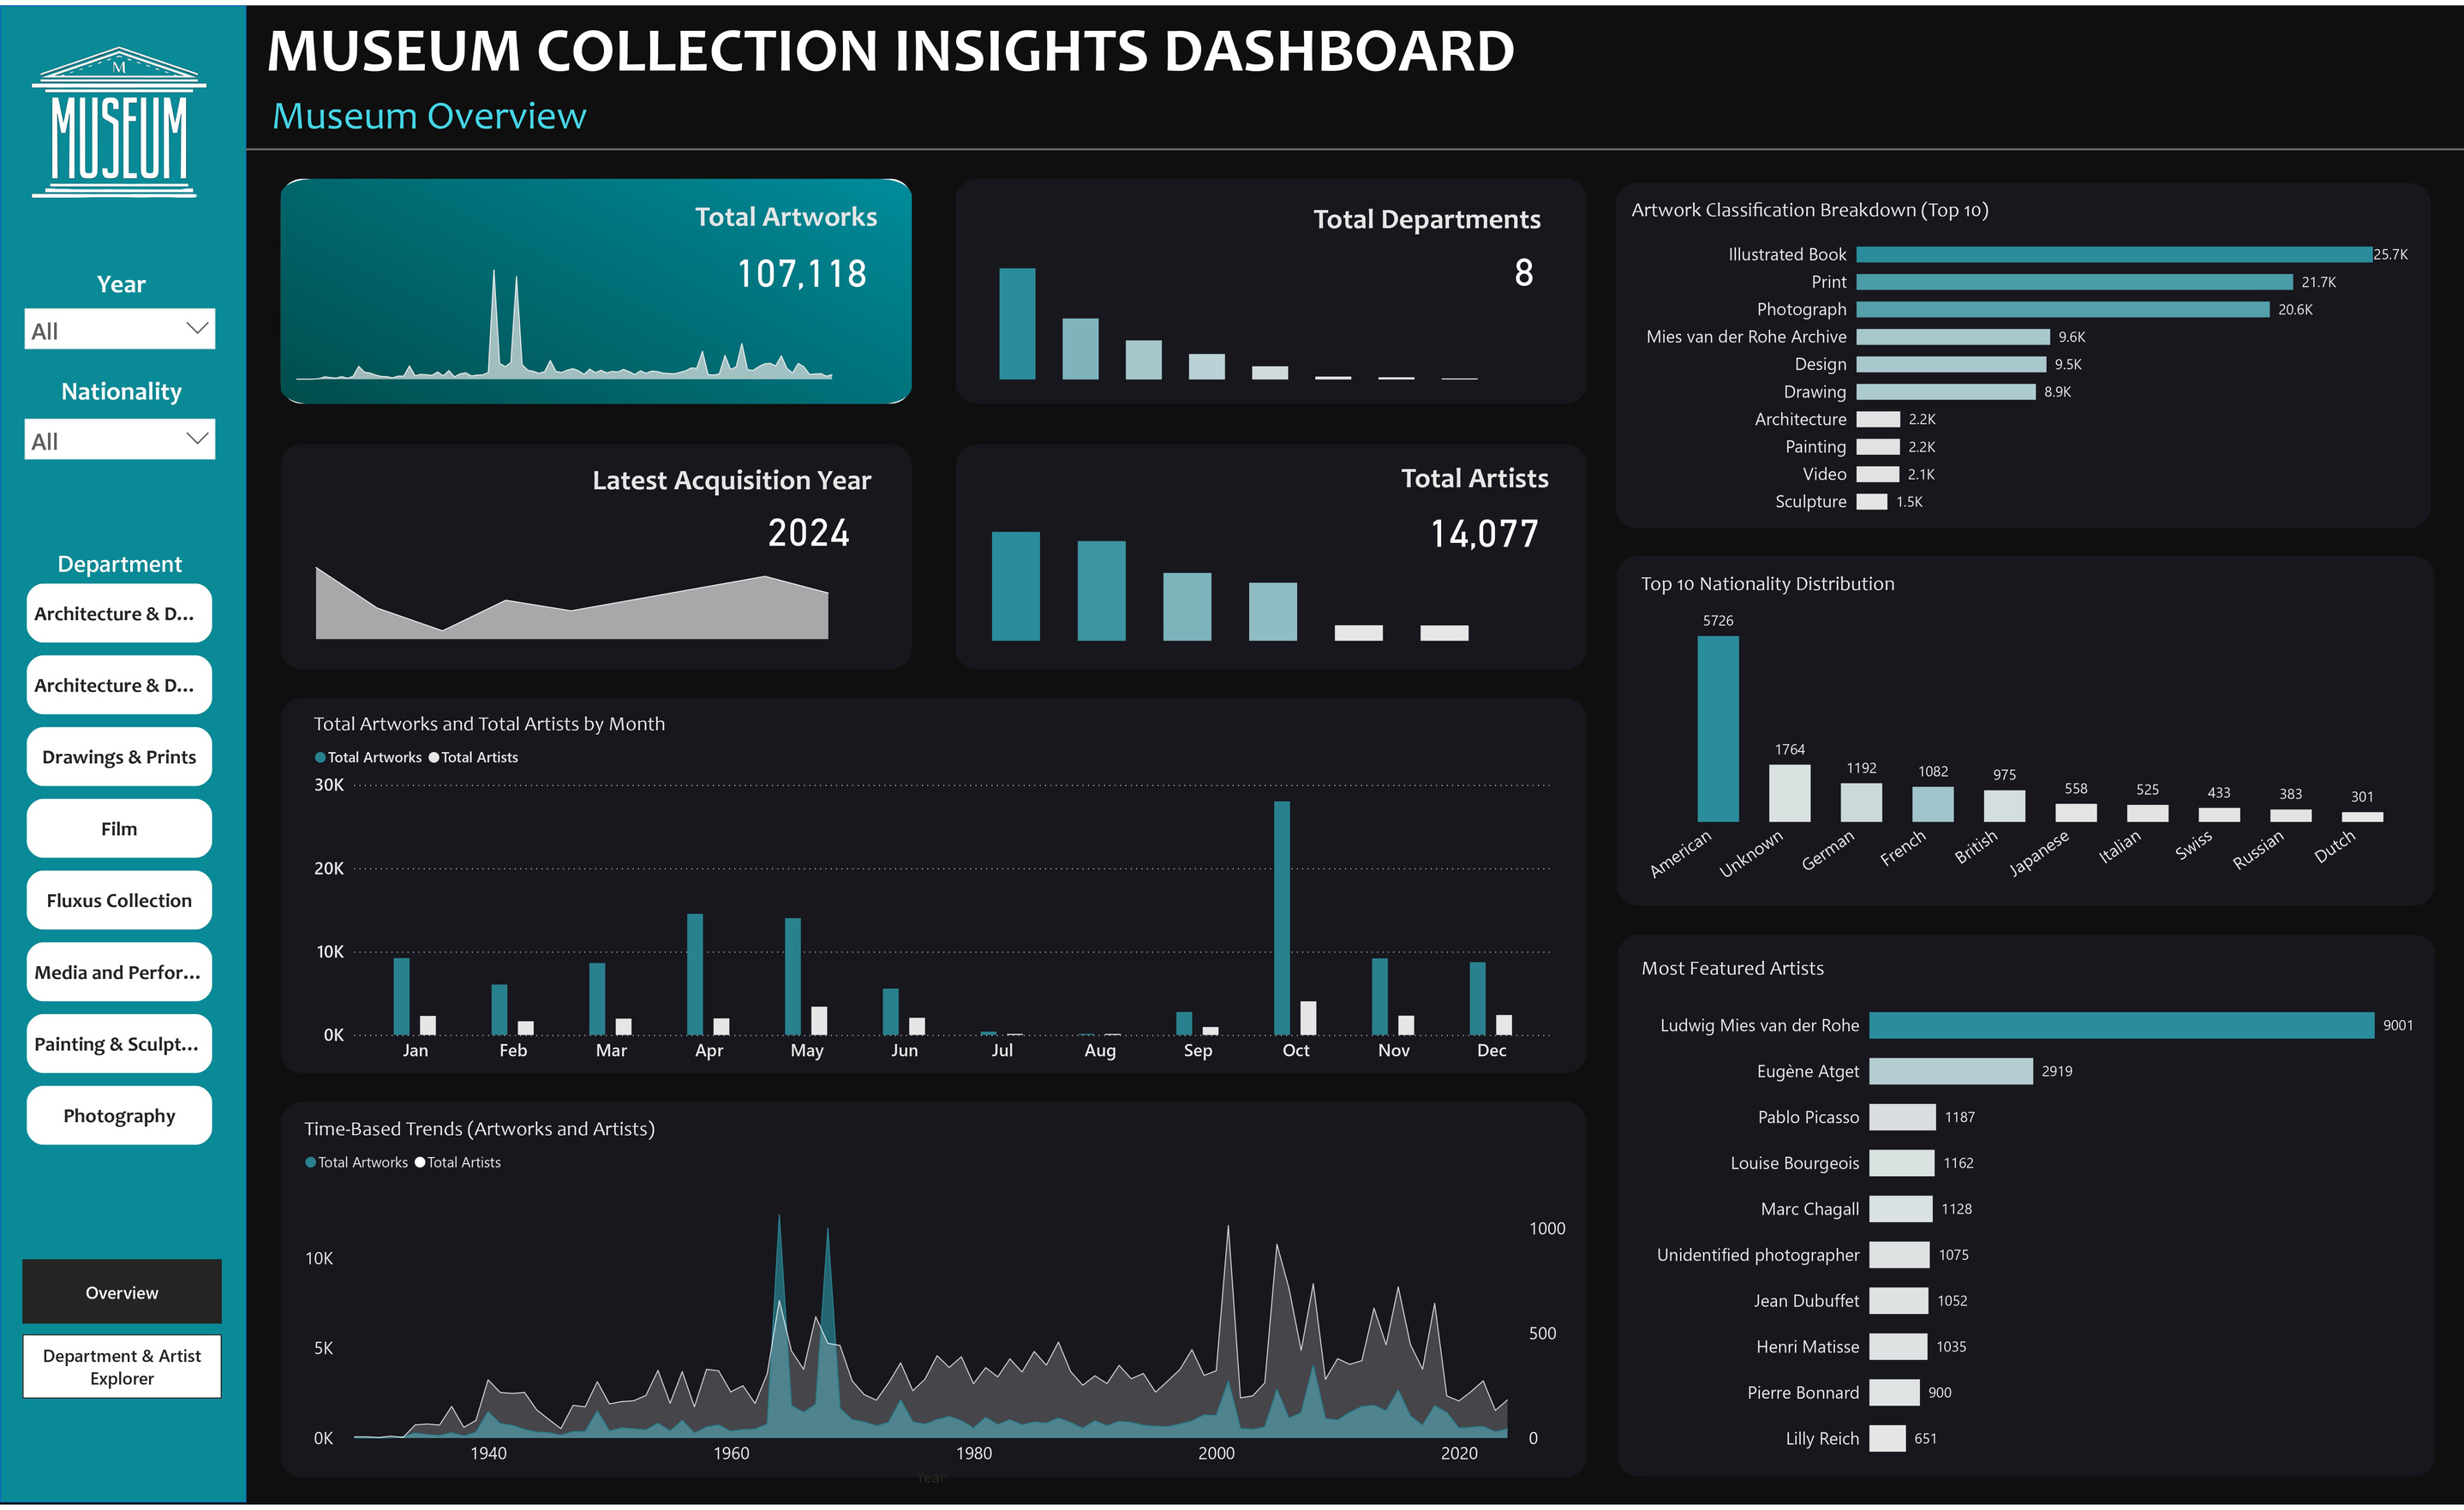 M
MUSEUM
Year
All
Nationality
All
Department
Architecture & D...
Architecture & D...
Drawings & Prints
Film
Fluxus Collection
Media and Perfor...
Painting & Sculpt...
Photography
Overview
Department & Artist
Explorer
MUSEUM COLLECTION INSIGHTS DASHBOARD
Museum Overview
Total Artworks
107,118
Total Departments
8
Latest Acquisition Year
2024
Total Artists
14,077
Total Artworks and Total Artists by Month
Total Artworks Total Artists
30K
20K
10K
0K
Jan Feb Mar Apr May Jun Jul Aug Sep Oct Nov Dec
Time-Based Trends (Artworks and Artists)
Total Artworks Total Artists
10K
5K
0K
1000
500
0
1940 1960 1980 2000 2020
Year
Artwork Classification Breakdown (Top 10)
Illustrated Book 25.7K
Print 21.7K
Photograph 20.6K
Mies van der Rohe Archive 9.6K
Design 9.5K
Drawing 8.9K
Architecture 2.2K
Painting 2.2K
Video 2.1K
Sculpture 1.5K
Top 10 Nationality Distribution
5726 1764 1192 1082 975 558 525 433 383 301
American Unknown German French British Japanese Italian Swiss Russian Dutch
Most Featured Artists
Ludwig Mies van der Rohe 9001
Eugène Atget 2919
Pablo Picasso 1187
Louise Bourgeois 1162
Marc Chagall 1128
Unidentified photographer 1075
Jean Dubuffet 1052
Henri Matisse 1035
Pierre Bonnard 900
Lilly Reich 651